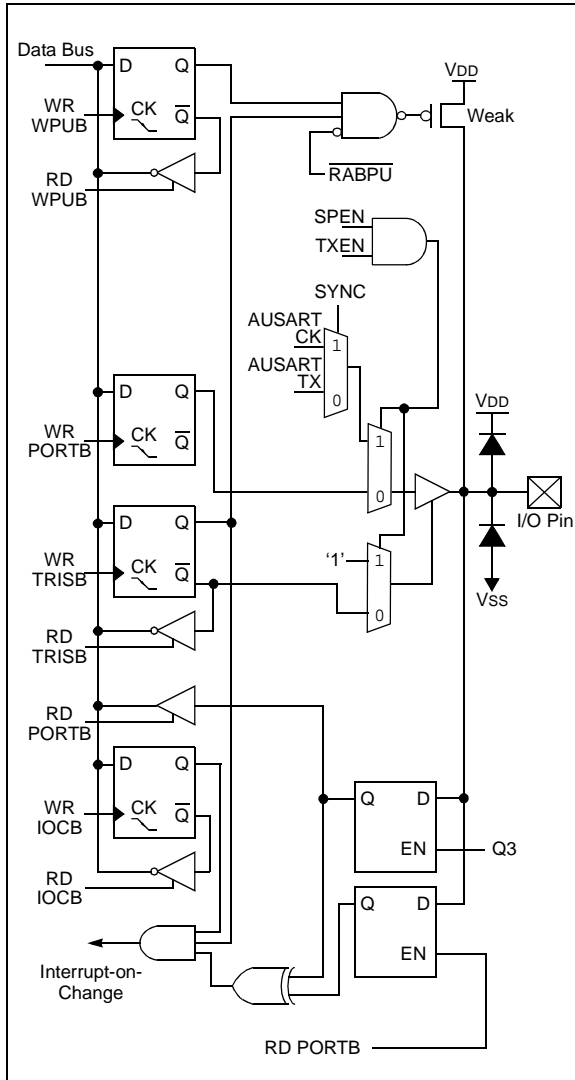 Data Bus
D Q
VDD
WR
WPUB
CK Q
Weak
RD
WPUB
RABPU
SPEN
TXEN
SYNC
AUSART
CK
1
AUSART
TX
0
D Q
WR
PORTB
CK Q
1
0
VDD
I/O Pin
D Q
WR
TRISB
CK Q
'1'
1
0
VSS
RD
TRISB
RD
PORTB
D Q
WR
IOCB
CK Q
Q D
EN
Q3
RD
IOCB
Q D
EN
Interrupt-on-
Change
RD PORTB